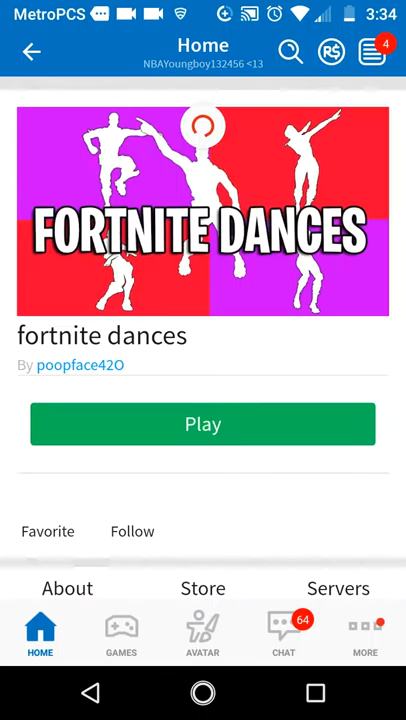 MetroPCS 3:34
Home
NBAYoungboy132456 <13
R$
4
FORTNITE DANCES
fortnite dances
By poopface42O
Play
Favorite Follow
About Store Servers
64
HOME GAMES AVATAR CHAT MORE